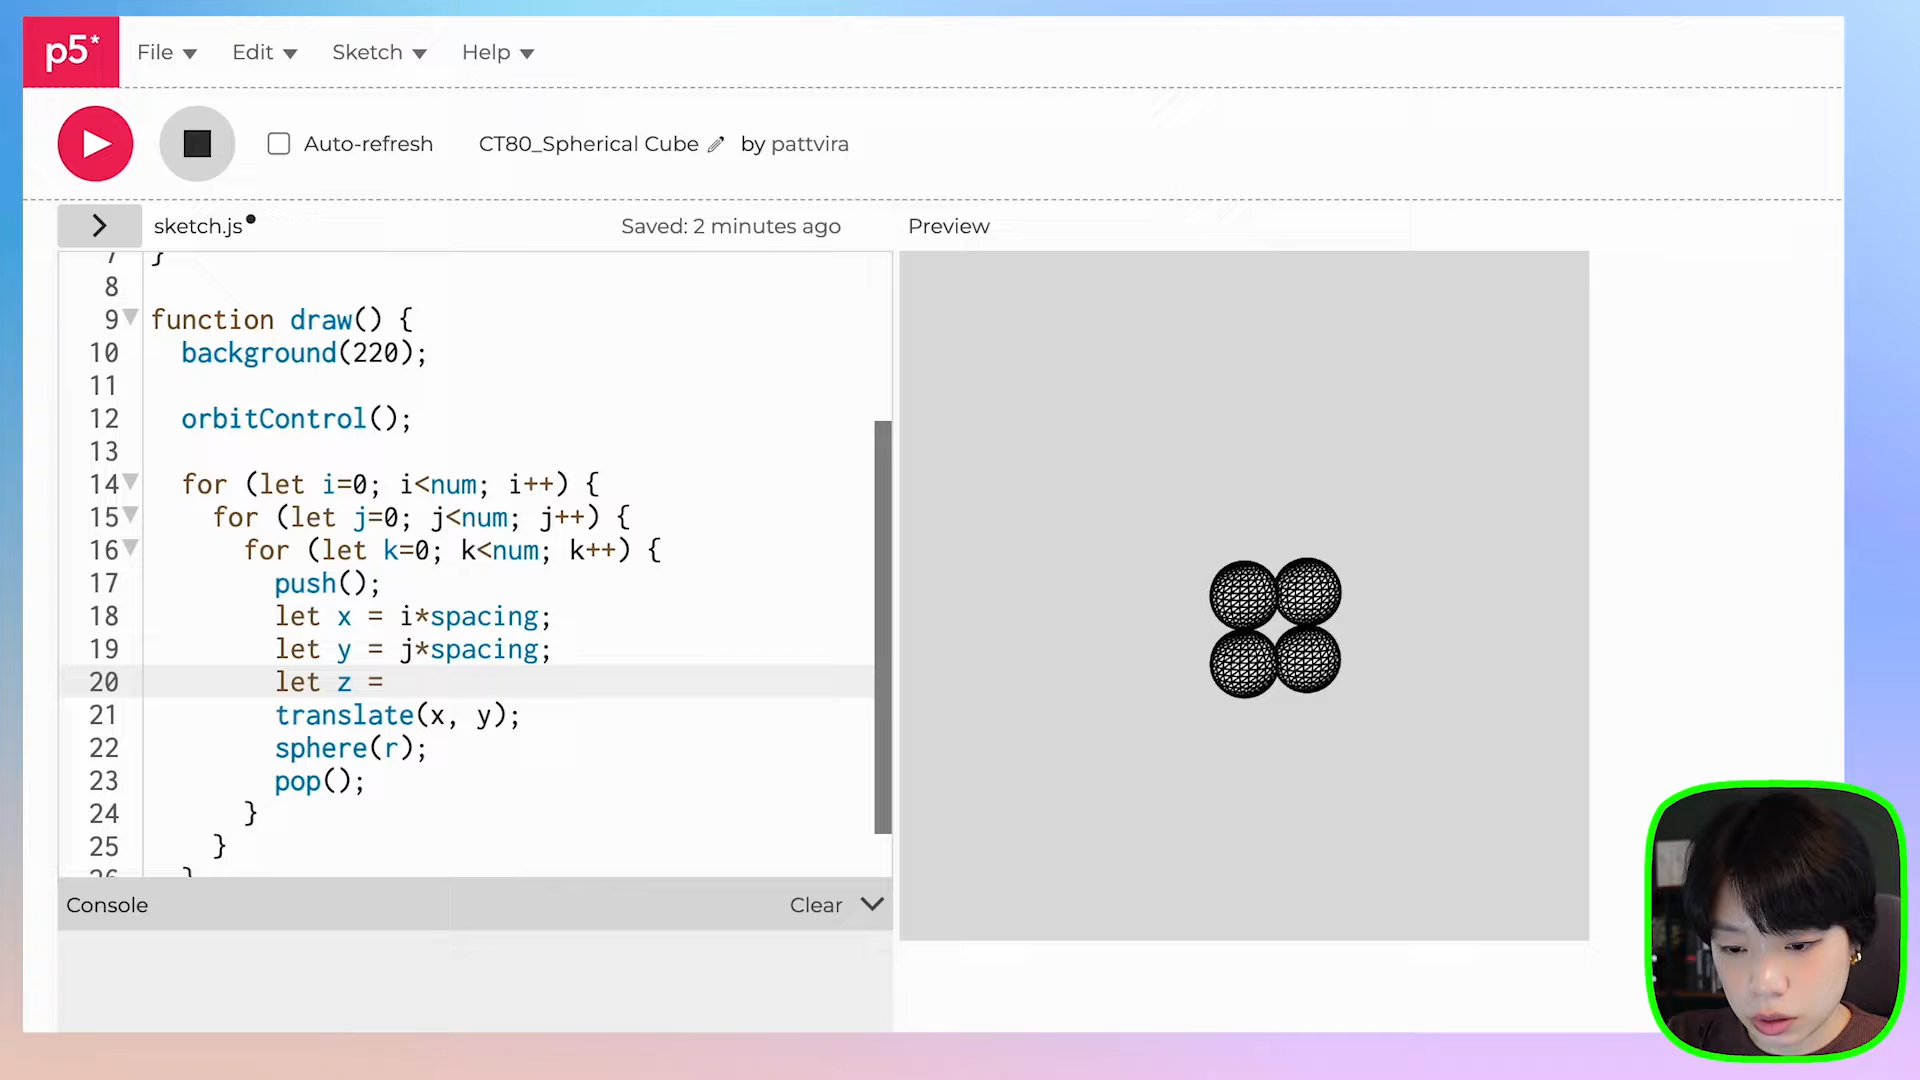 p5*
File Edit Sketch Help
Auto-refresh CT80_Spherical Cube by pattvira
sketch.js Saved: 2 minutes ago Preview
7 }
8
9 function draw() {
10 background(220);
11
12 orbitControl();
13
14 for (let i=0; i<num; i++) {
15 for (let j=0; j<num; j++) {
16 for (let k=0; k<num; k++) {
17 push();
18 let x = i*spacing;
19 let y = j*spacing;
20 let z =
21 translate(x, y);
22 sphere(r);
23 pop();
24 }
25 }
26 }
Console Clear